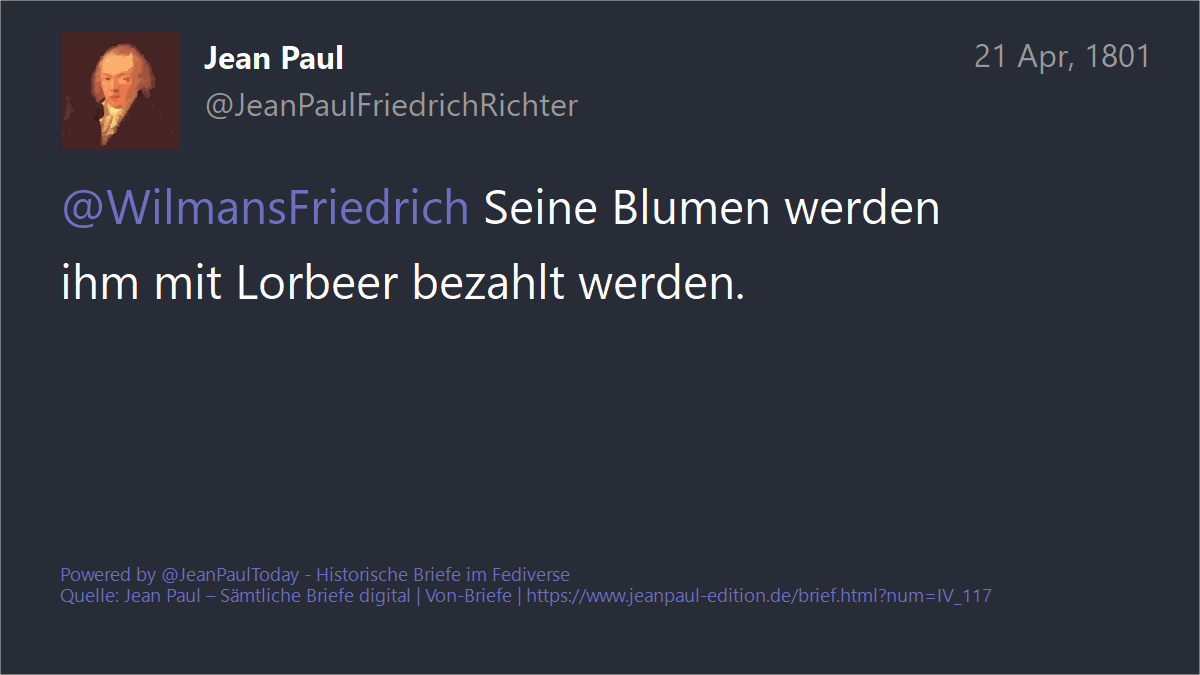 Jean Paul
21 Apr, 1801
@JeanPaulFriedrichRichter
@WilmansFriedrich Seine Blumen werden
ihm mit Lorbeer bezahlt werden.
Powered by @JeanPaulToday - Historische Briefe im Fediverse
Quelle: Jean Paul – Sämtliche Briefe digital | Von-Briefe | https://www.jeanpaul-edition.de/brief.html?num=IV_117